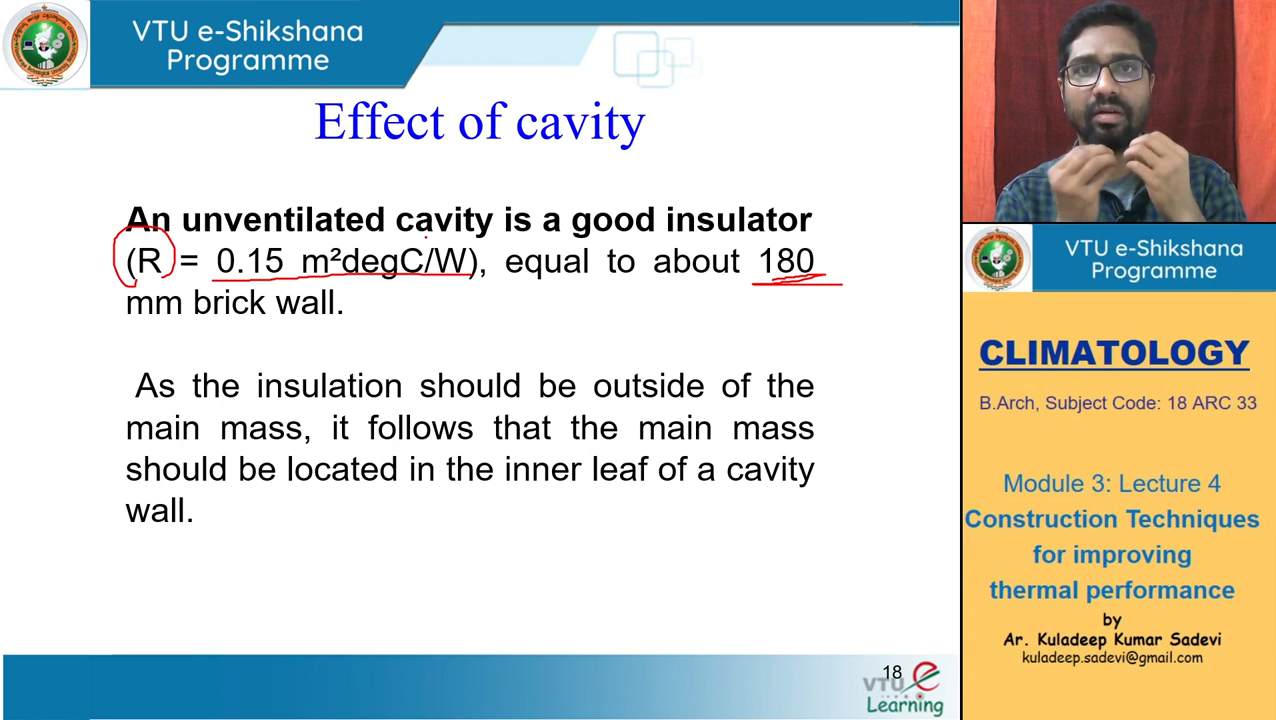 VTU e-Shikshana
Programme
Effect of cavity
An unventilated cavity is a good insulator
(R = 0.15 m²degC/W), equal to about 180
mm brick wall.
As the insulation should be outside of the
main mass, it follows that the main mass
should be located in the inner leaf of a cavity
wall.
18
VTU e
Learning
VTU e-Shikshana
Programme
CLIMATOLOGY
B.Arch, Subject Code: 18 ARC 33
Module 3: Lecture 4
Construction Techniques
for improving
thermal performance
by
Ar. Kuladeep Kumar Sadevi
kuladeep.sadevi@gmail.com